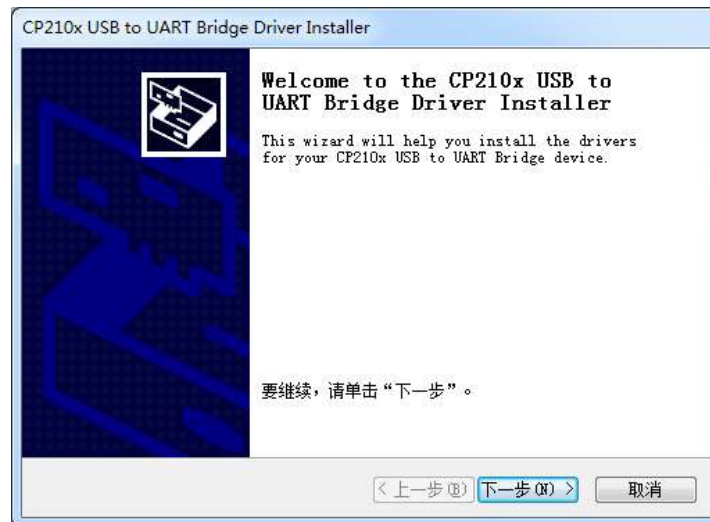 CP210x USB to UART Bridge Driver Installer
Welcome to the CP210x USB to
UART Bridge Driver Installer
This wizard will help you install the drivers
for your CP210x USB to UART Bridge device.
要继续，请单击“下一步”。
< 上一步(B) 下一步(N) > 取消